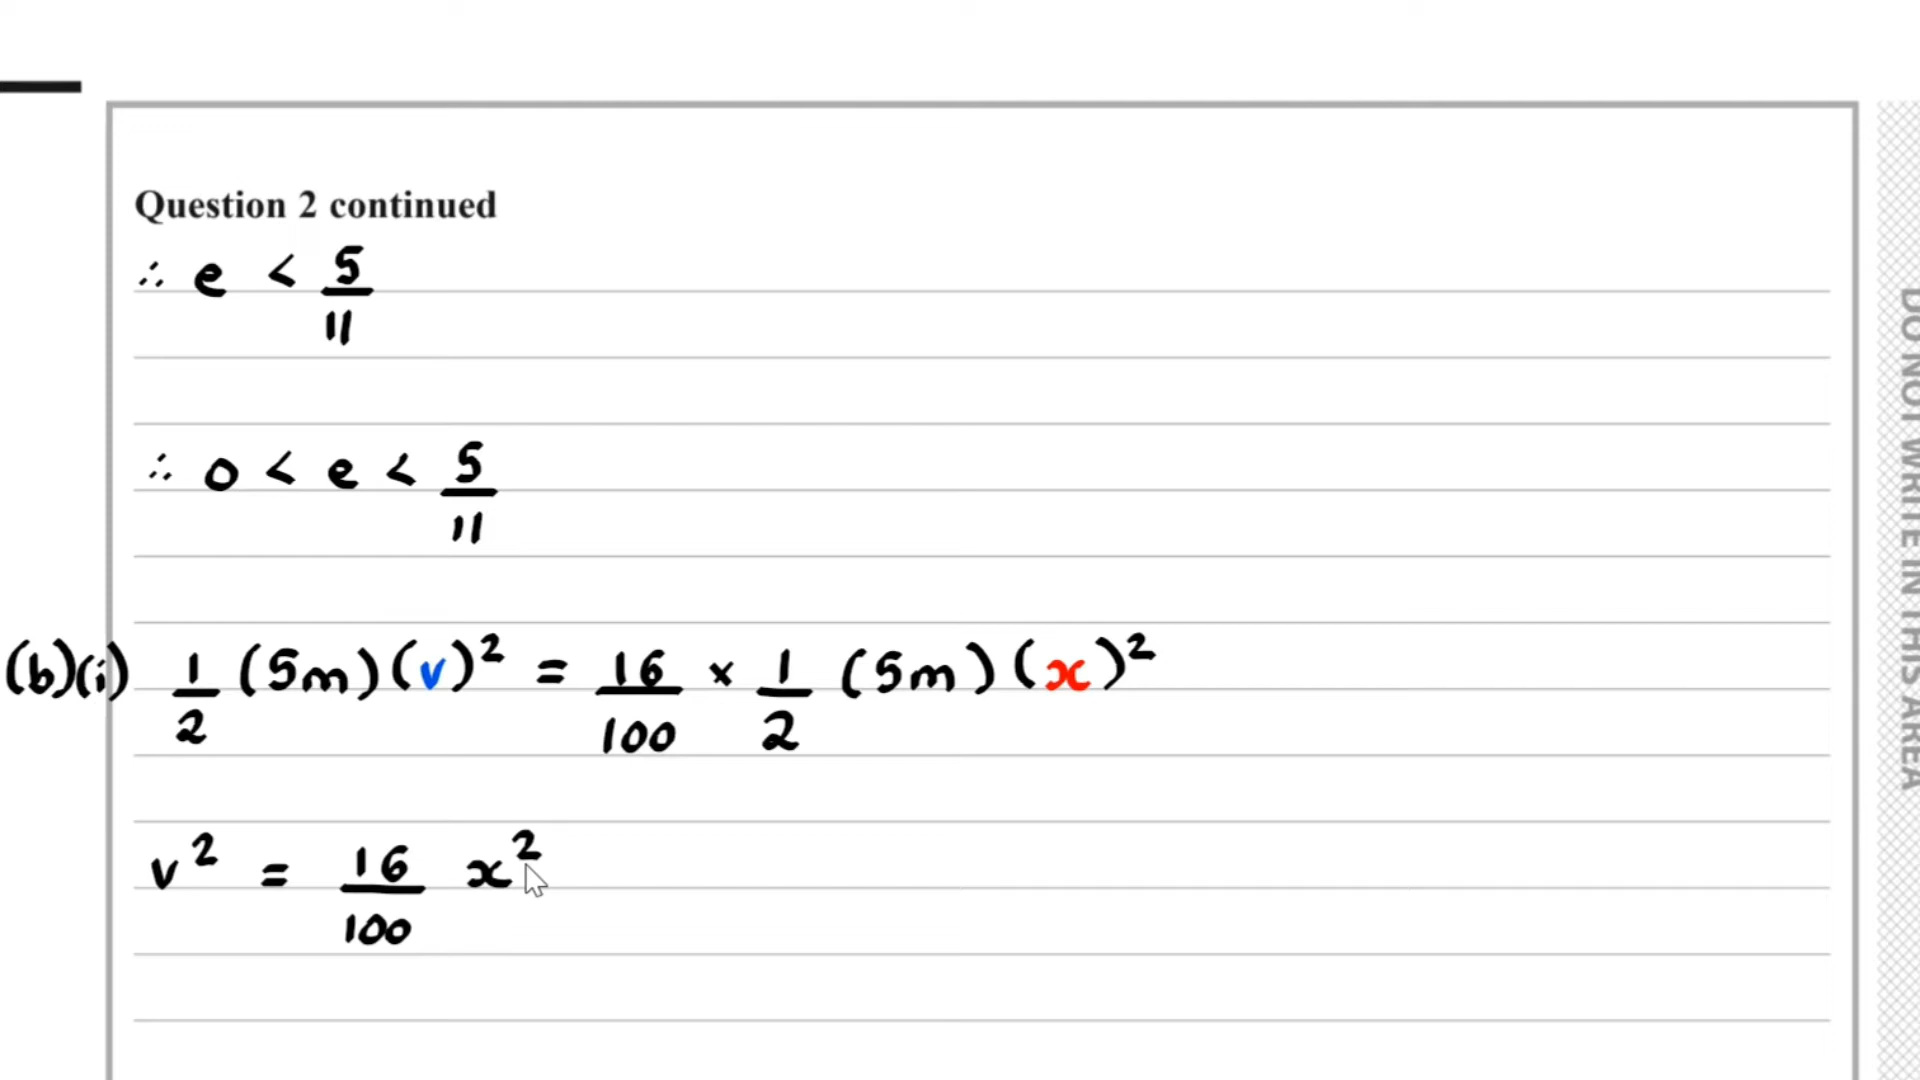 Question 2 continued
∴ e < 5/11
∴ 0 < e < 5/11
(b)(i) 1/2 (5m)(v)² = 16/100 × 1/2 (5m)(x)²
v² = 16/100 x²
DO NOT WRITE IN THIS AREA